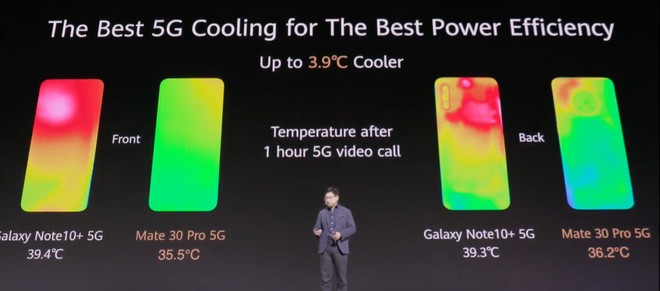 The Best 5G Cooling for The Best Power Efficiency
Up to 3.9°C Cooler
Front
Temperature after
1 hour 5G video call
Back
Galaxy Note10+ 5G
39.4°C
Mate 30 Pro 5G
35.5°C
Galaxy Note10+ 5G
39.3°C
Mate 30 Pro 5G
36.2°C